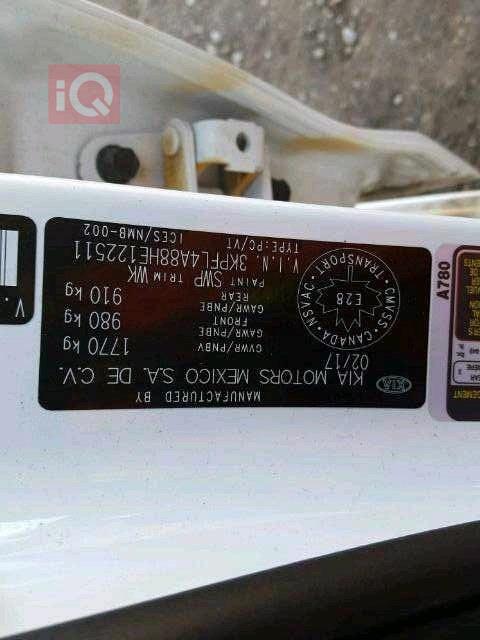 iQ
MANUFACTURED BY
KIA MOTORS MEXICO S.A. DE C.V.
KIA
02/17
GVWR/PNBV
1770 kg
GAWR/PNBE
FRONT
980 kg
GAWR/PNBE
REAR
910 kg
PAINT SWP TRIM WK
V.I.N. 3KPFL4A88HE122511
TYPE:PC/VT
ICES/NMB-002
TRANSPORT
CMVSS · CANADA · NSVAC
E28
A780
V.